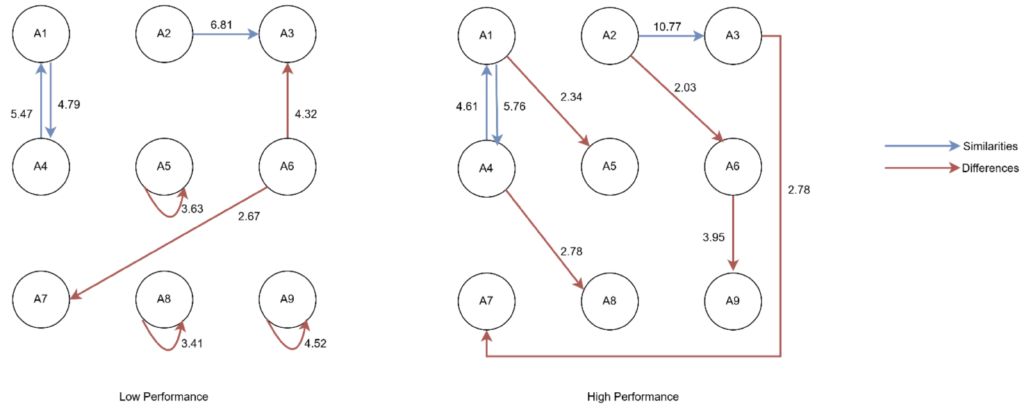 A1 A2 A3
6.81
5.47 4.79 4.32
A4 A5 A6
3.63
2.67
A7 A8 A9
3.41 4.52
Low Performance
A1 A2 A3
10.77
4.61 5.76 2.34 2.03
A4 A5 A6
2.78
2.78 3.95
A7 A8 A9
High Performance
Similarities
Differences